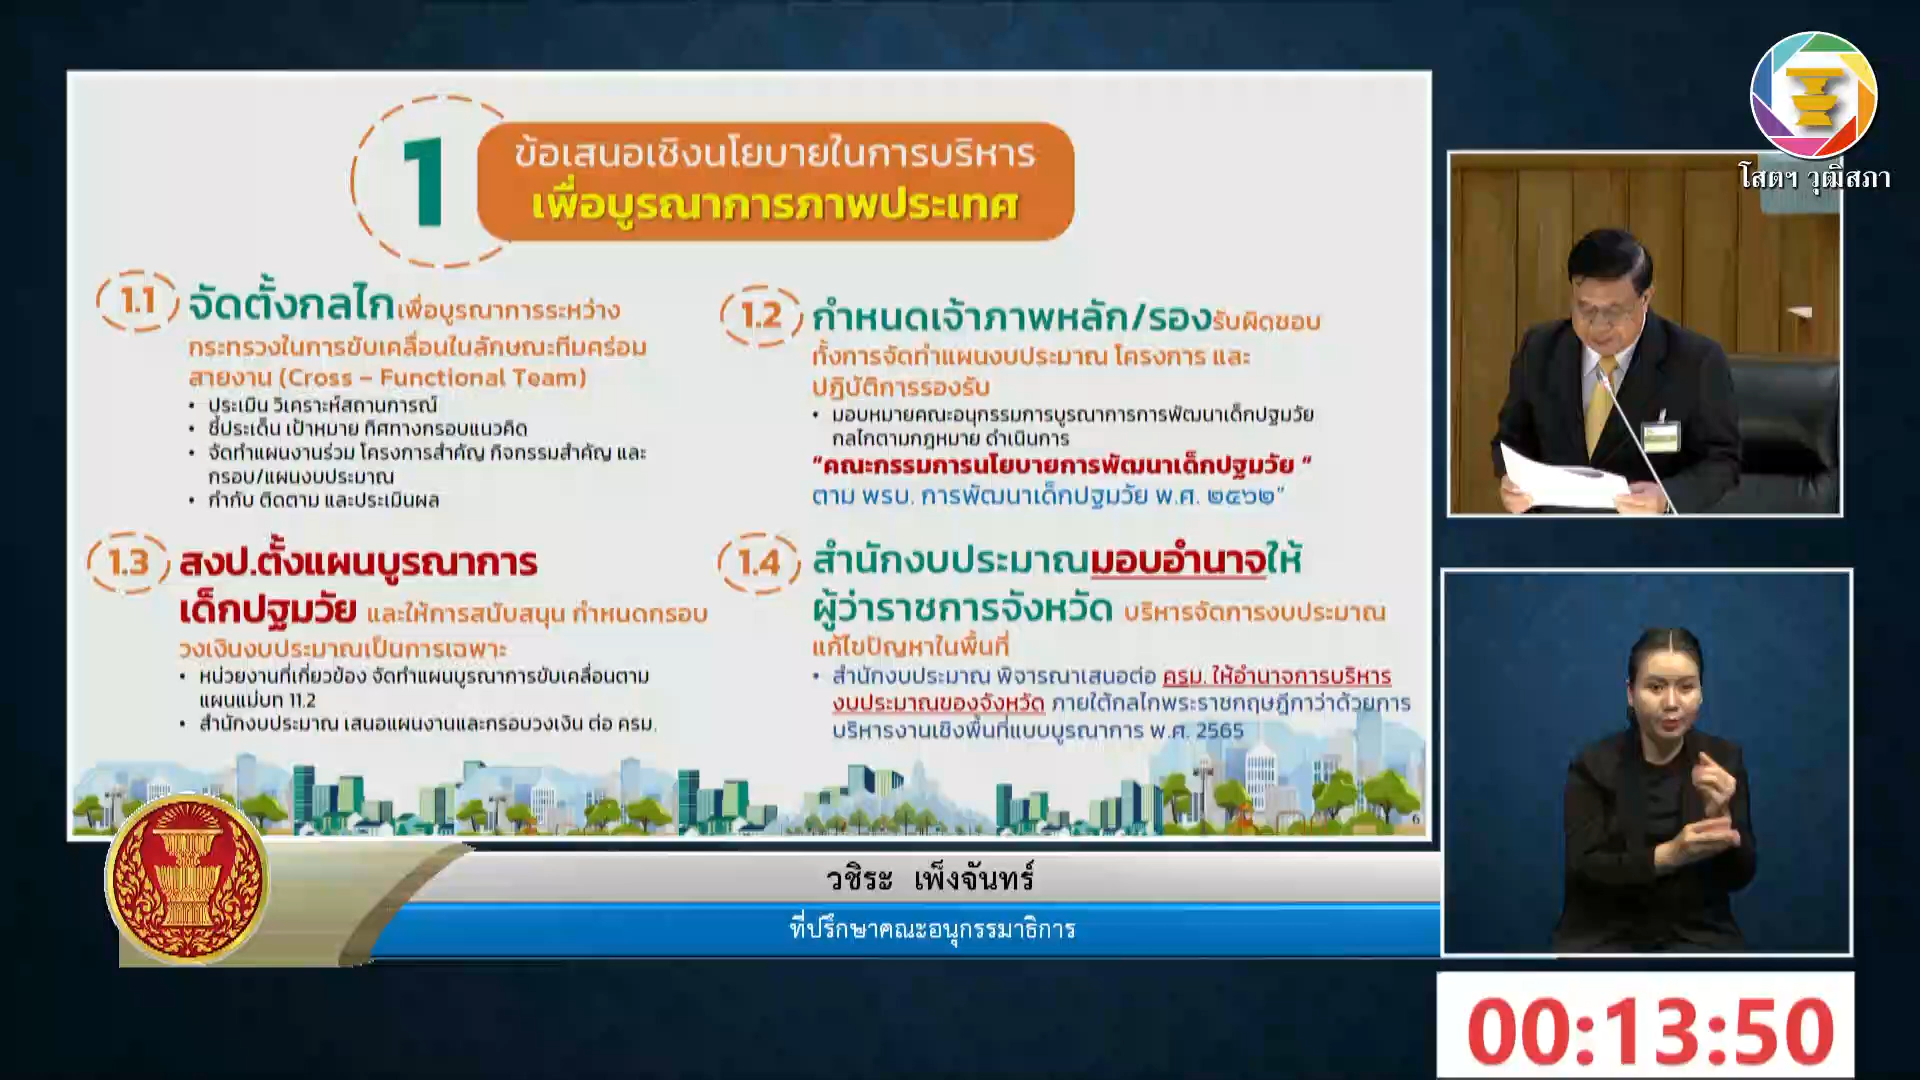 โสตฯ วุฒิสภา
1
ข้อเสนอเชิงนโยบายในการบริหาร
เพื่อบูรณาการภาพประเทศ
1.1 จัดตั้งกลไกเพื่อบูรณาการระหว่าง
กระทรวงในการขับเคลื่อนในลักษณะทีมคร่อม
สายงาน (Cross – Functional Team)
• ประเมิน วิเคราะห์สถานการณ์
• ชี้ประเด็น เป้าหมาย ทิศทางกรอบแนวคิด
• จัดทำแผนงานร่วม โครงการสำคัญ กิจกรรมสำคัญ และ
กรอบ/แผนงบประมาณ
• กำกับ ติดตาม และประเมินผล
1.2 กำหนดเจ้าภาพหลัก/รองรับผิดชอบ
ทั้งการจัดทำแผนงบประมาณ โครงการ และ
ปฏิบัติการรองรับ
• มอบหมายคณะอนุกรรมการบูรณาการการพัฒนาเด็กปฐมวัย
กลไกตามกฎหมาย ดำเนินการ
“คณะกรรมการนโยบายการพัฒนาเด็กปฐมวัย ”
ตาม พรบ. การพัฒนาเด็กปฐมวัย พ.ศ. ๒๕๖๒”
1.3 สงป.ตั้งแผนบูรณาการ
เด็กปฐมวัย และให้การสนับสนุน กำหนดกรอบ
วงเงินงบประมาณเป็นการเฉพาะ
• หน่วยงานที่เกี่ยวข้อง จัดทำแผนบูรณาการขับเคลื่อนตาม
แผนแม่บท 11.2
• สำนักงบประมาณ เสนอแผนงานและกรอบวงเงิน ต่อ ครม.
1.4 สำนักงบประมาณมอบอำนาจให้
ผู้ว่าราชการจังหวัด บริหารจัดการงบประมาณ
แก้ไขปัญหาในพื้นที่
• สำนักงบประมาณ พิจารณาเสนอต่อ ครม. ให้อำนาจการบริหาร
งบประมาณของจังหวัด ภายใต้กลไกพระราชกฤษฎีกาว่าด้วยการ
บริหารงานเชิงพื้นที่แบบบูรณาการ พ.ศ. 2565
6
วชิระ เพ็งจันทร์
ที่ปรึกษาคณะอนุกรรมาธิการ
00:13:50